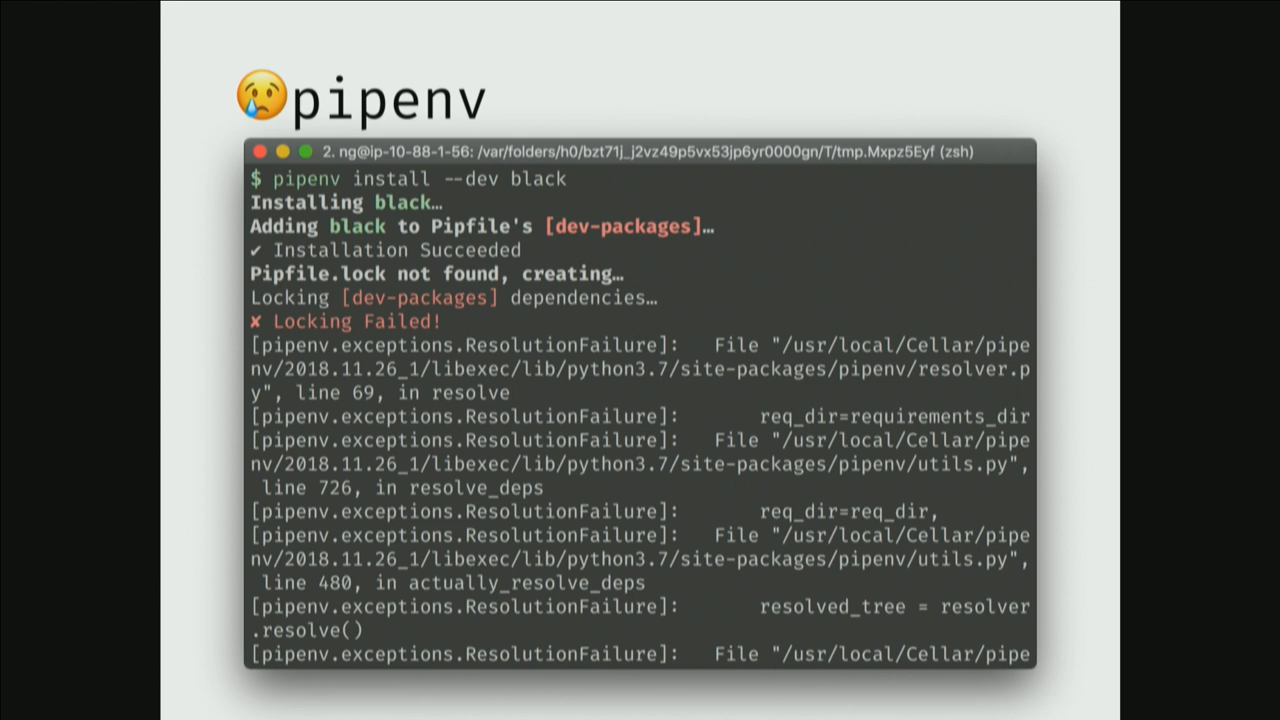 😢pipenv
2. ng@ip-10-88-1-56: /var/folders/h0/bzt71j_j2vz49p5vx53jp6yr0000gn/T/tmp.Mxpz5Eyf (zsh)
$ pipenv install --dev black
Installing black…
Adding black to Pipfile's [dev-packages]…
✔ Installation Succeeded
Pipfile.lock not found, creating…
Locking [dev-packages] dependencies…
✘ Locking Failed!
[pipenv.exceptions.ResolutionFailure]:   File "/usr/local/Cellar/pipe
nv/2018.11.26_1/libexec/lib/python3.7/site-packages/pipenv/resolver.p
y", line 69, in resolve
[pipenv.exceptions.ResolutionFailure]:       req_dir=requirements_dir
[pipenv.exceptions.ResolutionFailure]:   File "/usr/local/Cellar/pipe
nv/2018.11.26_1/libexec/lib/python3.7/site-packages/pipenv/utils.py",
 line 726, in resolve_deps
[pipenv.exceptions.ResolutionFailure]:       req_dir=req_dir,
[pipenv.exceptions.ResolutionFailure]:   File "/usr/local/Cellar/pipe
nv/2018.11.26_1/libexec/lib/python3.7/site-packages/pipenv/utils.py",
 line 480, in actually_resolve_deps
[pipenv.exceptions.ResolutionFailure]:       resolved_tree = resolver
.resolve()
[pipenv.exceptions.ResolutionFailure]:   File "/usr/local/Cellar/pipe